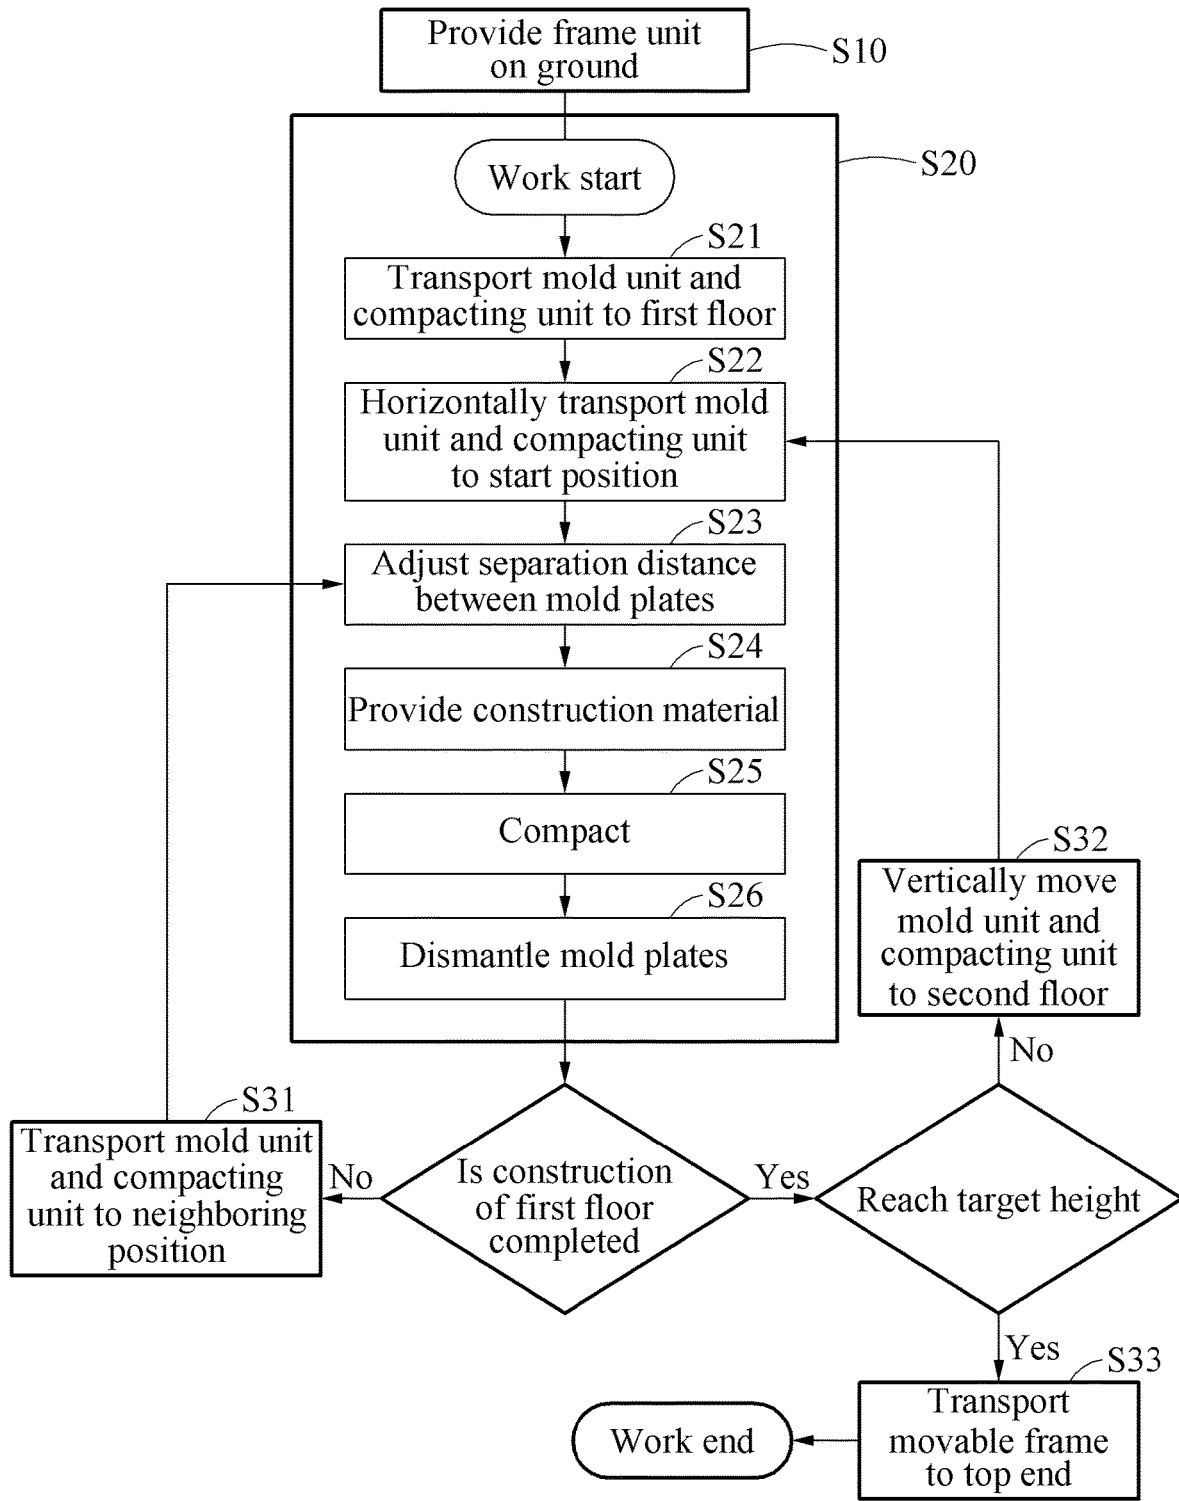 Provide frame unit
on ground
S10
S20
Work start
S21
Transport mold unit and
compacting unit to first floor
S22
Horizontally transport mold
unit and compacting unit
to start position
S23
Adjust separation distance
between mold plates
S24
Provide construction material
S25
Compact
S26
Dismantle mold plates
S32
Vertically move
mold unit and
compacting unit
to second floor
No
S31
Transport mold unit
and compacting
unit to neighboring
position
No
Is construction
of first floor
completed
Yes
Reach target height
Yes
S33
Transport
movable frame
to top end
Work end